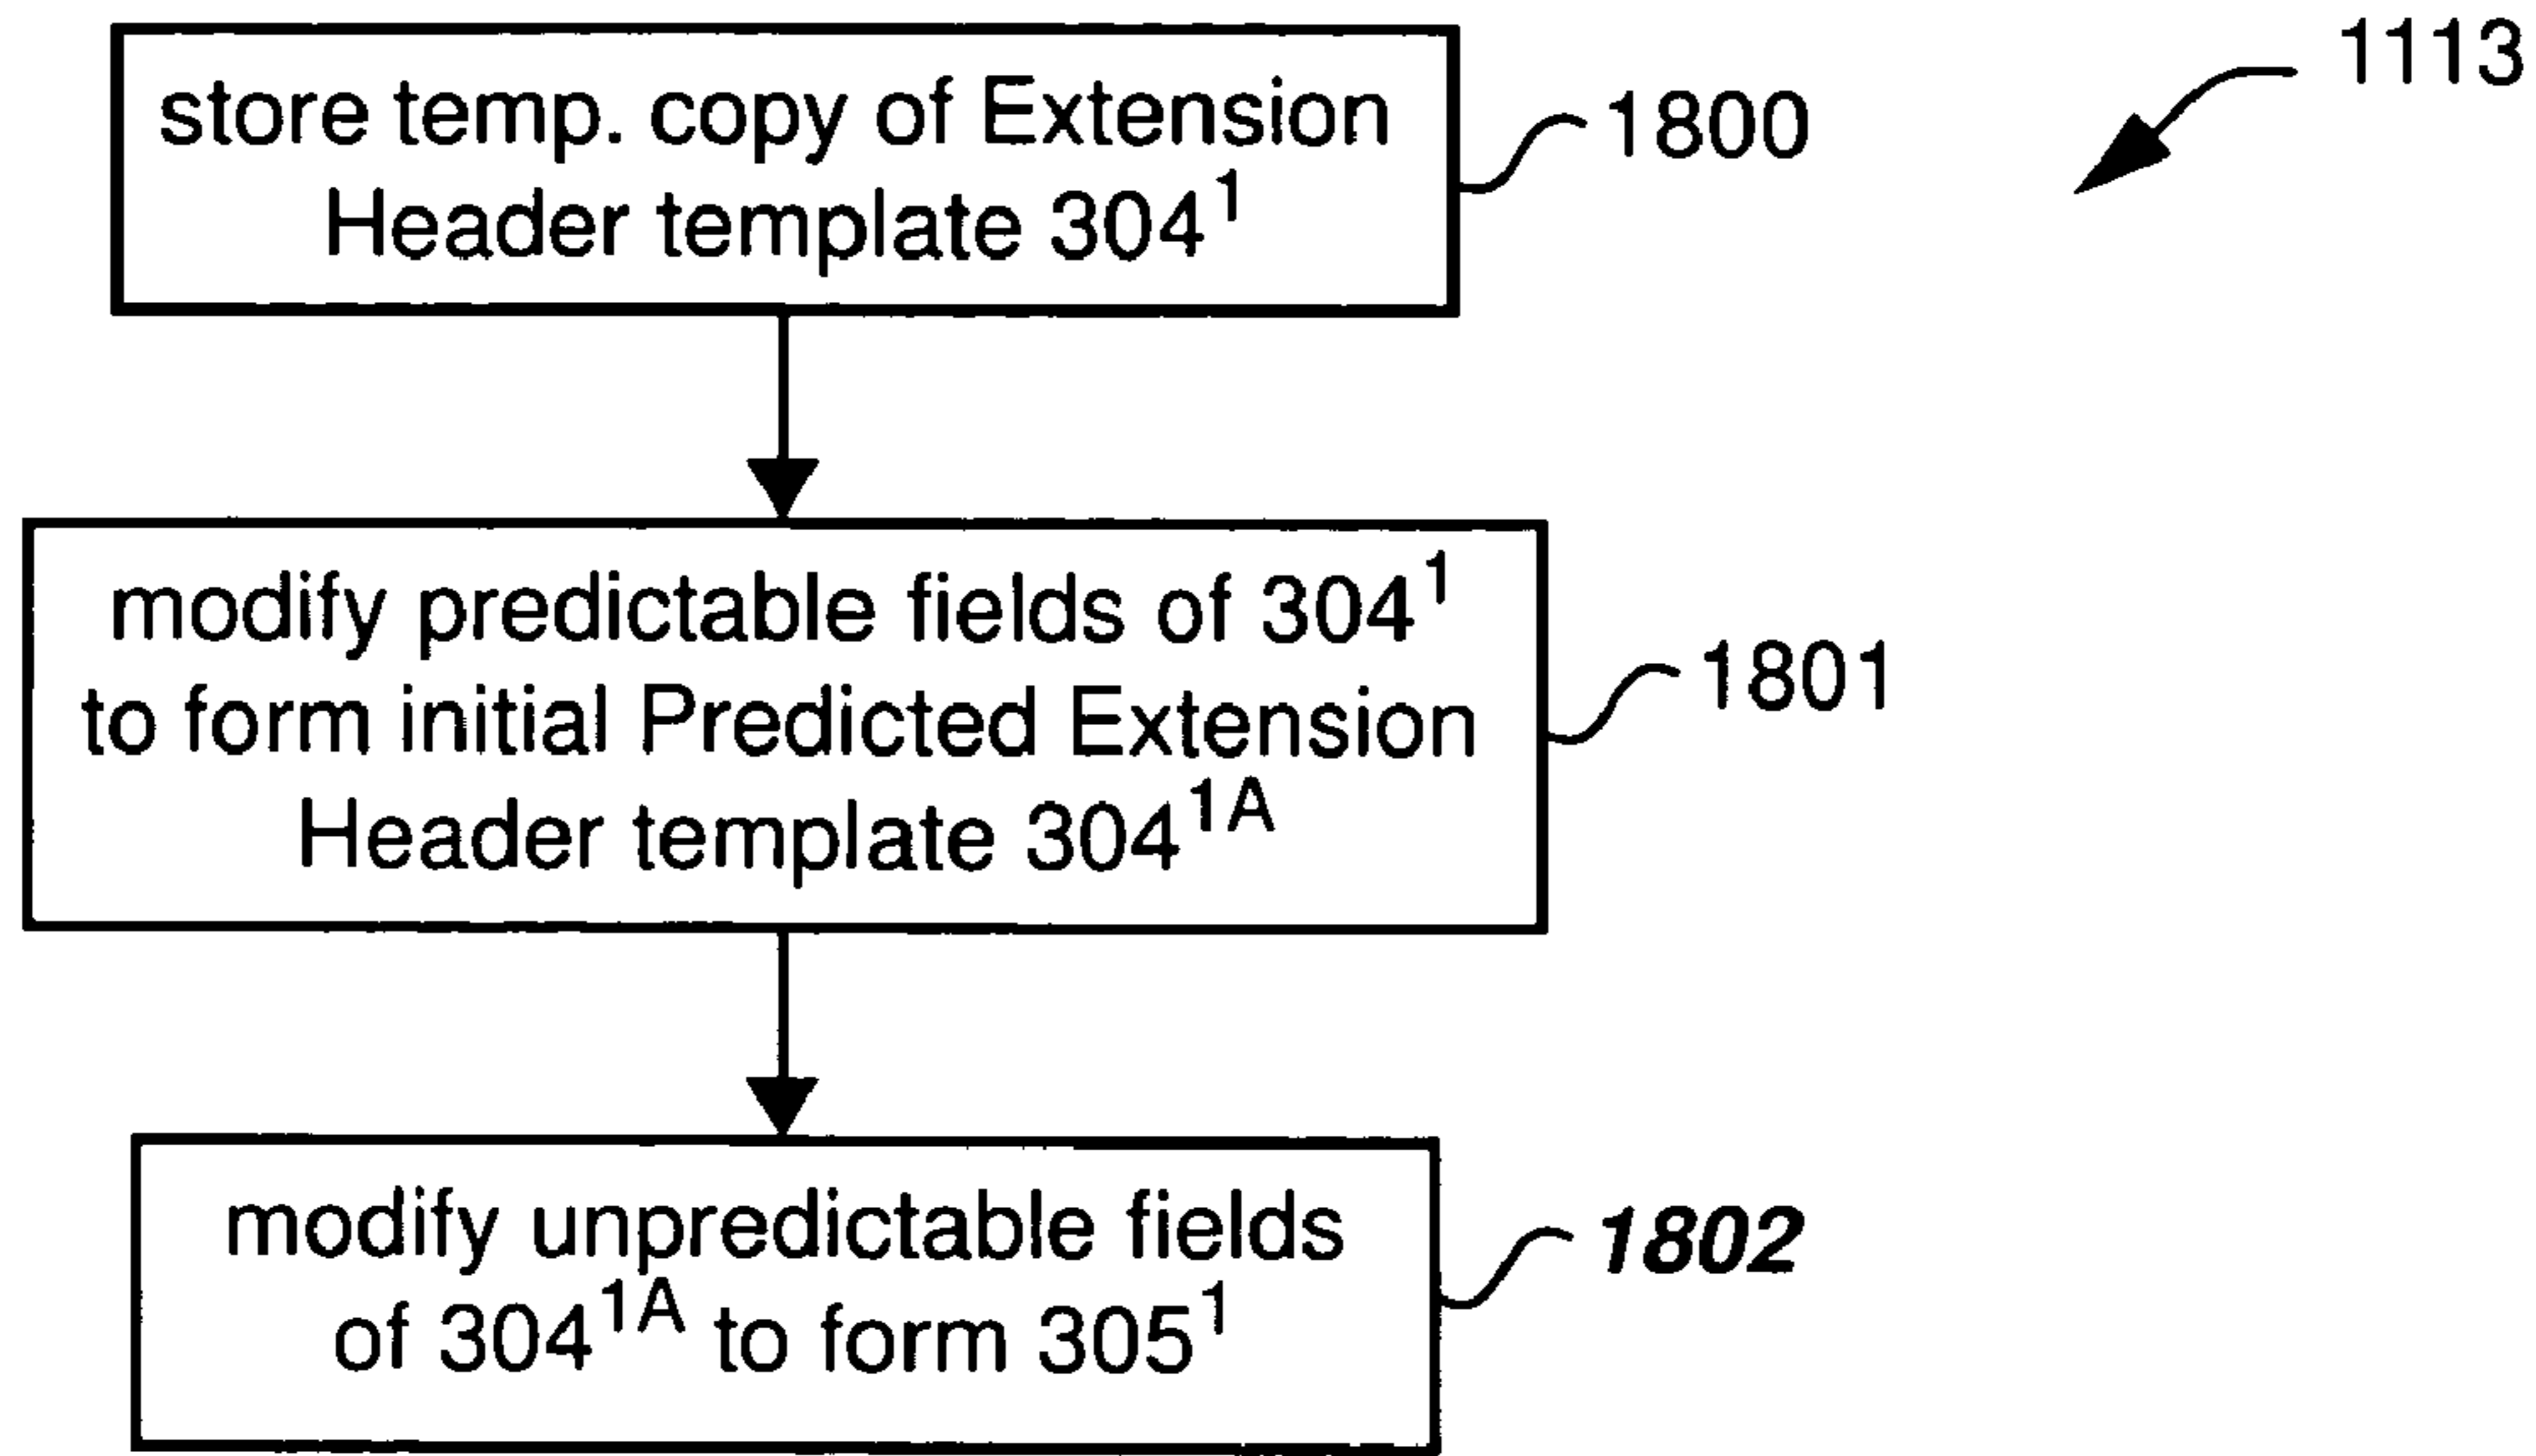 1113
store temp. copy of Extension
Header template 304¹
1800
modify predictable fields of 304¹
to form initial Predicted Extension
Header template 304¹ᴬ
1801
modify unpredictable fields
of 304¹ᴬ to form 305¹
1802